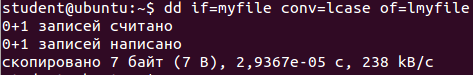 student@ubuntu:~$ dd if=myfile conv=lcase of=lmyfile
0+1 записей считано
0+1 записей написано
скопировано 7 байт (7 B), 2,9367e-05 c, 238 kB/c